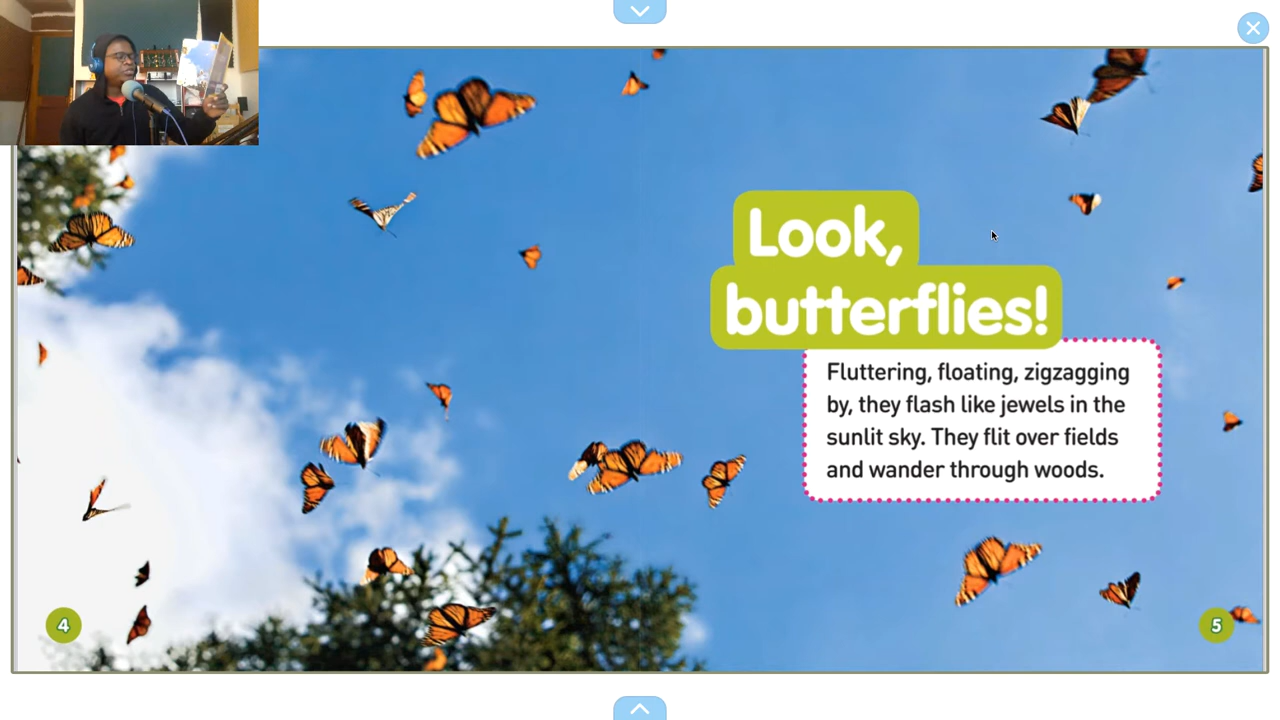 Look,
butterflies!
Fluttering, floating, zigzagging
by, they flash like jewels in the
sunlit sky. They flit over fields
and wander through woods.
4
5